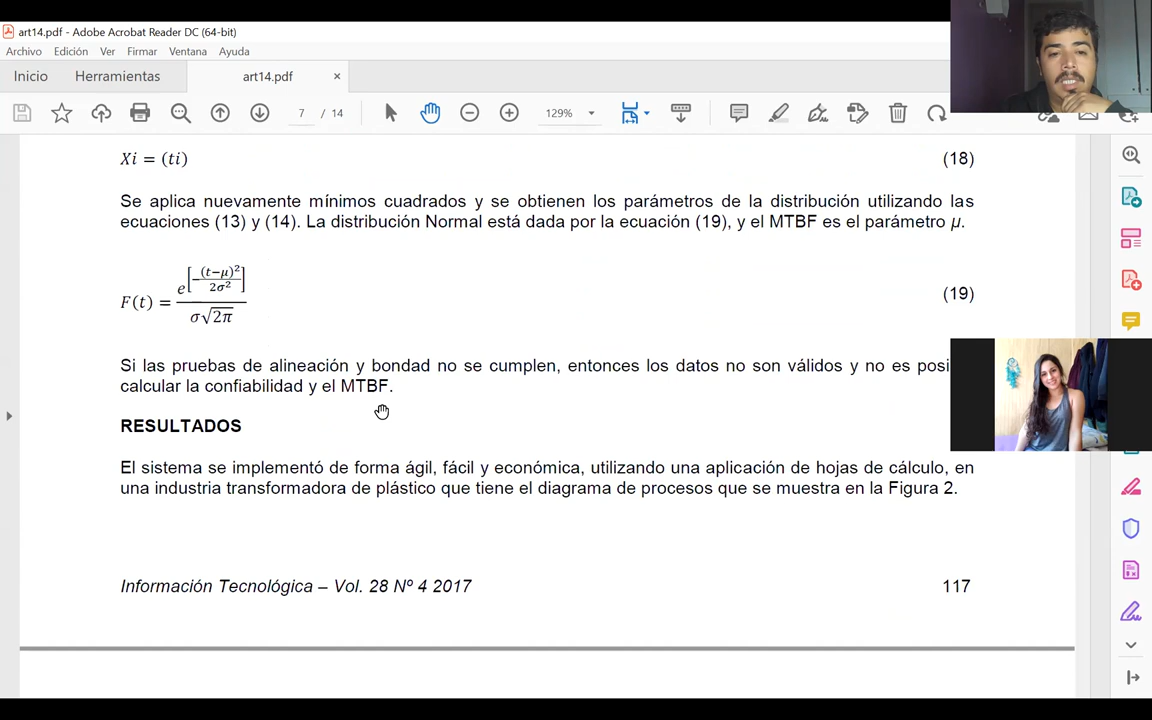 art14.pdf - Adobe Acrobat Reader DC (64-bit)
Archivo Edición Ver Firmar Ventana Ayuda
Inicio Herramientas art14.pdf ×
7 / 14 129%
Xi = (ti) (18)
Se aplica nuevamente mínimos cuadrados y se obtienen los parámetros de la distribución utilizando las
ecuaciones (13) y (14). La distribución Normal está dada por la ecuación (19), y el MTBF es el parámetro μ.
F(t) = e^[-(t-μ)²/2σ²] / σ√2π (19)
Si las pruebas de alineación y bondad no se cumplen, entonces los datos no son válidos y no es posi
calcular la confiabilidad y el MTBF.
RESULTADOS
El sistema se implementó de forma ágil, fácil y económica, utilizando una aplicación de hojas de cálculo, en
una industria transformadora de plástico que tiene el diagrama de procesos que se muestra en la Figura 2.
Información Tecnológica – Vol. 28 Nº 4 2017 117